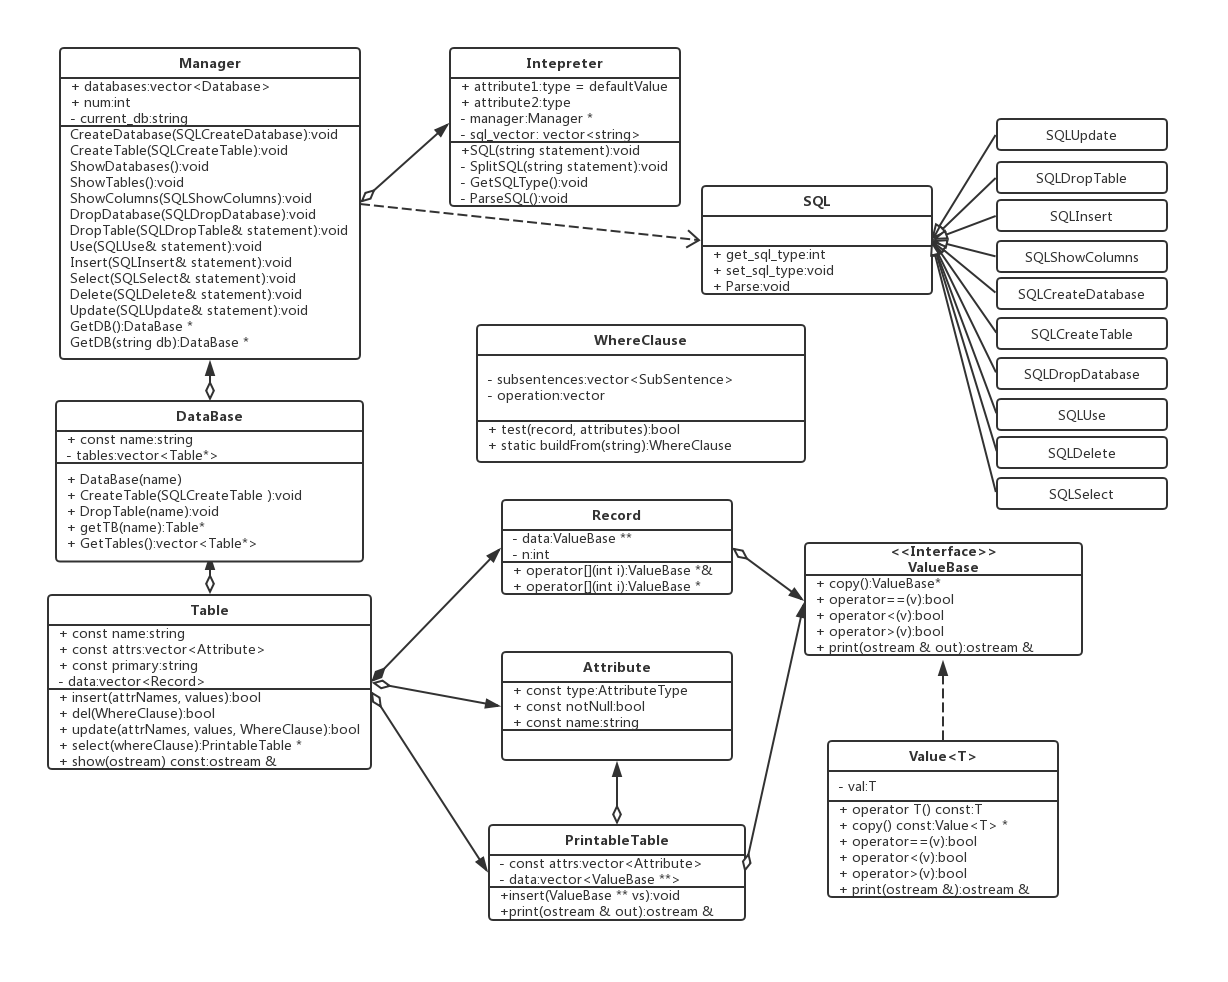 Manager
+ databases:vector<Database>
+ num:int
- current_db:string
CreateDatabase(SQLCreateDatabase):void
CreateTable(SQLCreateTable):void
ShowDatabases():void
ShowTables():void
ShowColumns(SQLShowColumns):void
DropDatabase(SQLDropDatabase):void
DropTable(SQLDropTable& statement):void
Use(SQLUse& statement):void
Insert(SQLInsert& statement):void
Select(SQLSelect& statement):void
Delete(SQLDelete& statement):void
Update(SQLUpdate& statement):void
GetDB():DataBase *
GetDB(string db):DataBase *
Intepreter
+ attribute1:type = defaultValue
+ attribute2:type
- manager:Manager *
- sql_vector: vector<string>
+SQL(string statement):void
- SplitSQL(string statement):void
- GetSQLType():void
- ParseSQL():void
SQL
+ get_sql_type:int
+ set_sql_type:void
+ Parse:void
SQLUpdate
SQLDropTable
SQLInsert
SQLShowColumns
SQLCreateDatabase
SQLCreateTable
SQLDropDatabase
SQLUse
SQLDelete
SQLSelect
WhereClause
- subsentences:vector<SubSentence>
- operation:vector
+ test(record, attributes):bool
+ static buildFrom(string):WhereClause
DataBase
+ const name:string
- tables:vector<Table*>
+ DataBase(name)
+ CreateTable(SQLCreateTable ):void
+ DropTable(name):void
+ getTB(name):Table*
+ GetTables():vector<Table*>
Record
- data:ValueBase **
- n:int
+ operator[](int i):ValueBase *&
+ operator[](int i):ValueBase *
<<Interface>>
ValueBase
+ copy():ValueBase*
+ operator==(v):bool
+ operator<(v):bool
+ operator>(v):bool
+ print(ostream & out):ostream &
Table
+ const name:string
+ const attrs:vector<Attribute>
+ const primary:string
- data:vector<Record>
+ insert(attrNames, values):bool
+ del(WhereClause):bool
+ update(attrNames, values, WhereClause):bool
+ select(whereClause):PrintableTable *
+ show(ostream) const:ostream &
Attribute
+ const type:AttributeType
+ const notNull:bool
+ const name:string
Value<T>
- val:T
+ operator T() const:T
+ copy() const:Value<T> *
+ operator==(v):bool
+ operator<(v):bool
+ operator>(v):bool
+ print(ostream &):ostream &
PrintableTable
- const attrs:vector<Attribute>
- data:vector<ValueBase **>
+insert(ValueBase ** vs):void
+print(ostream & out):ostream &